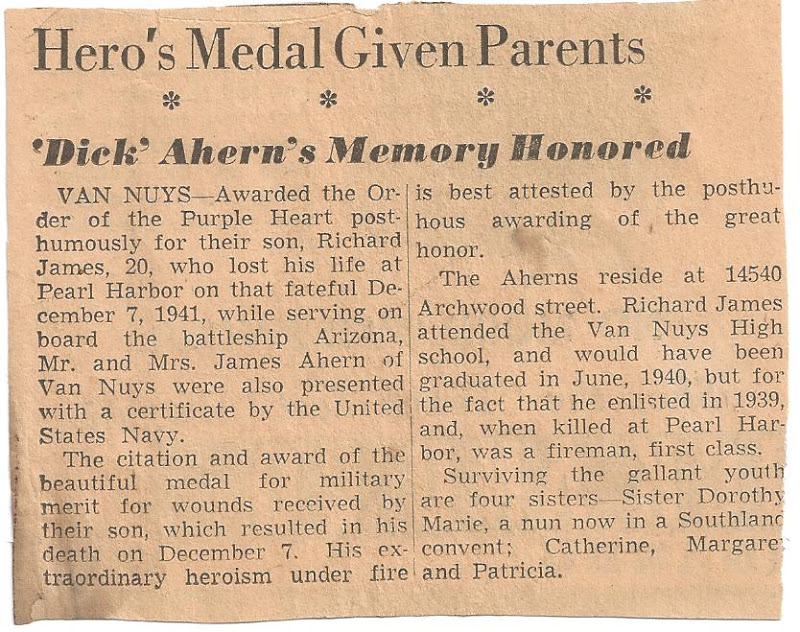 Hero's Medal Given Parents
* * * *
'Dick' Ahern's Memory Honored
VAN NUYS—Awarded the Or-
der of the Purple Heart post-
humously for their son, Richard
James, 20, who lost his life at
Pearl Harbor on that fateful De-
cember 7, 1941, while serving on
board the battleship Arizona,
Mr. and Mrs. James Ahern of
Van Nuys were also presented
with a certificate by the United
States Navy.
The citation and award of the
beautiful medal for military
merit for wounds received by
their son, which resulted in his
death on December 7. His ex-
traordinary heroism under fire
is best attested by the posthu-
hous awarding of the great
honor.
The Aherns reside at 14540
Archwood street. Richard James
attended the Van Nuys High
school, and would have been
graduated in June, 1940, but for
the fact that he enlisted in 1939,
and, when killed at Pearl Har-
bor, was a fireman, first class.
Surviving the gallant youth
are four sisters—Sister Dorothy
Marie, a nun now in a Southland
convent; Catherine, Margaret
and Patricia.